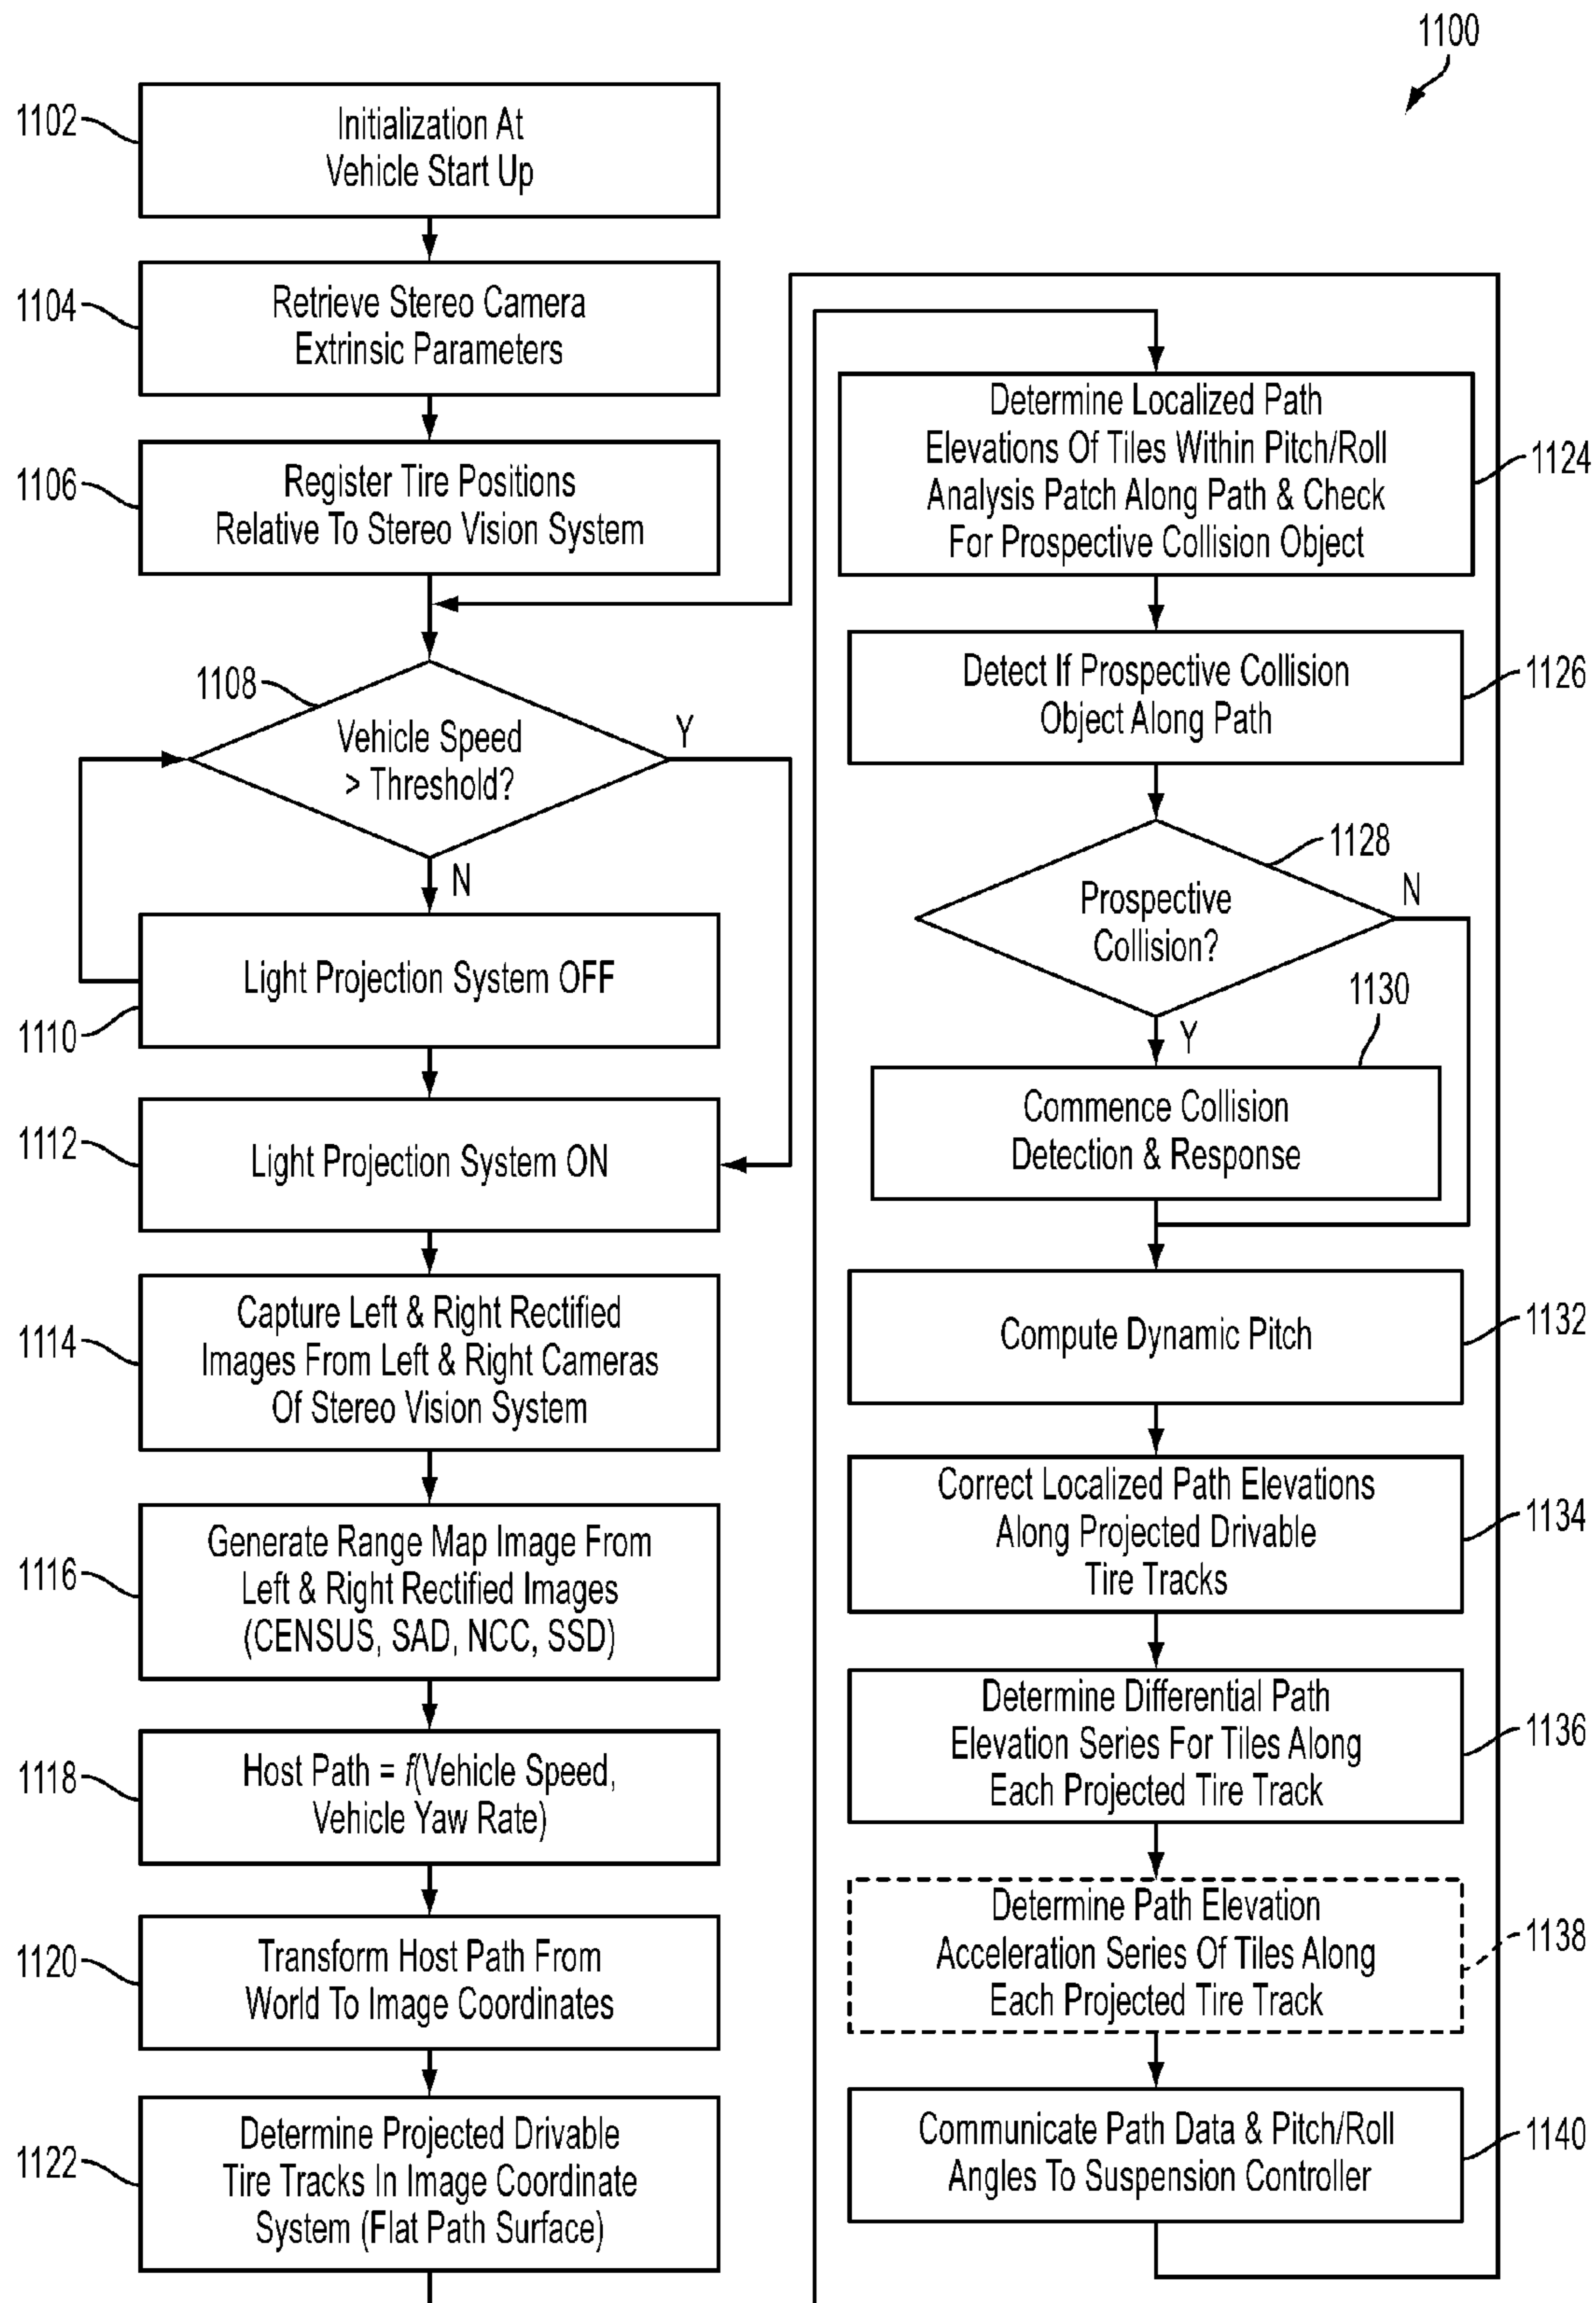 1100
1102
Initialization At
Vehicle Start Up
1104
Retrieve Stereo Camera
Extrinsic Parameters
1106
Register Tire Positions
Relative To Stereo Vision System
1108
Vehicle Speed
> Threshold?
Y
N
Light Projection System OFF
1110
1112
Light Projection System ON
1114
Capture Left & Right Rectified
Images From Left & Right Cameras
Of Stereo Vision System
1116
Generate Range Map Image From
Left & Right Rectified Images
(CENSUS, SAD, NCC, SSD)
1118
Host Path = f(Vehicle Speed,
Vehicle Yaw Rate)
1120
Transform Host Path From
World To Image Coordinates
1122
Determine Projected Drivable
Tire Tracks In Image Coordinate
System (Flat Path Surface)
Determine Localized Path
Elevations Of Tiles Within Pitch/Roll
Analysis Patch Along Path & Check
For Prospective Collision Object
1124
Detect If Prospective Collision
Object Along Path
1126
1128
Prospective
Collision?
N
Y
1130
Commence Collision
Detection & Response
Compute Dynamic Pitch
1132
Correct Localized Path Elevations
Along Projected Drivable
Tire Tracks
1134
Determine Differential Path
Elevation Series For Tiles Along
Each Projected Tire Track
1136
Determine Path Elevation
Acceleration Series Of Tiles Along
Each Projected Tire Track
1138
Communicate Path Data & Pitch/Roll
Angles To Suspension Controller
1140